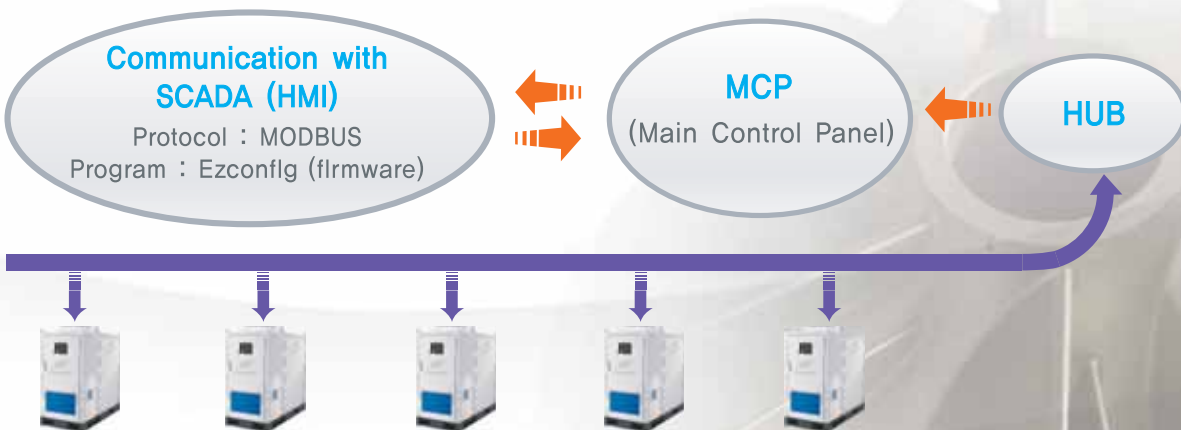 Communication with
SCADA (HMI)
Protocol : MODBUS
Program : Ezconflg (flrmware)
MCP
(Main Control Panel)
HUB